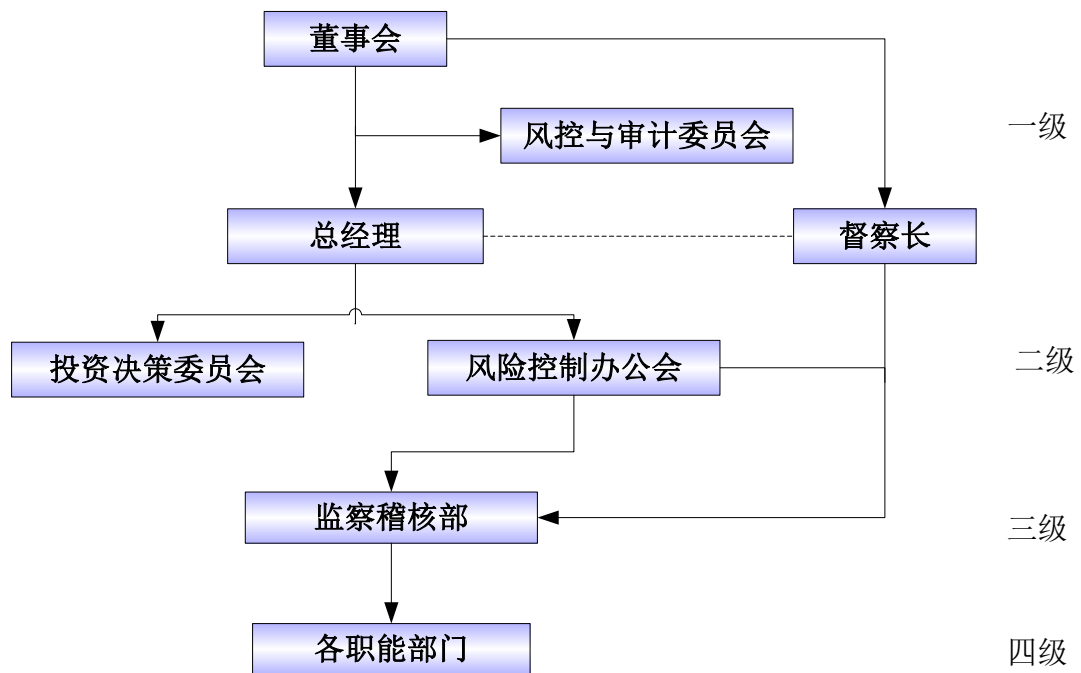 董事会
风控与审计委员会
一级
总经理
督察长
投资决策委员会
风险控制办公会
二级
监察稽核部
三级
各职能部门
四级